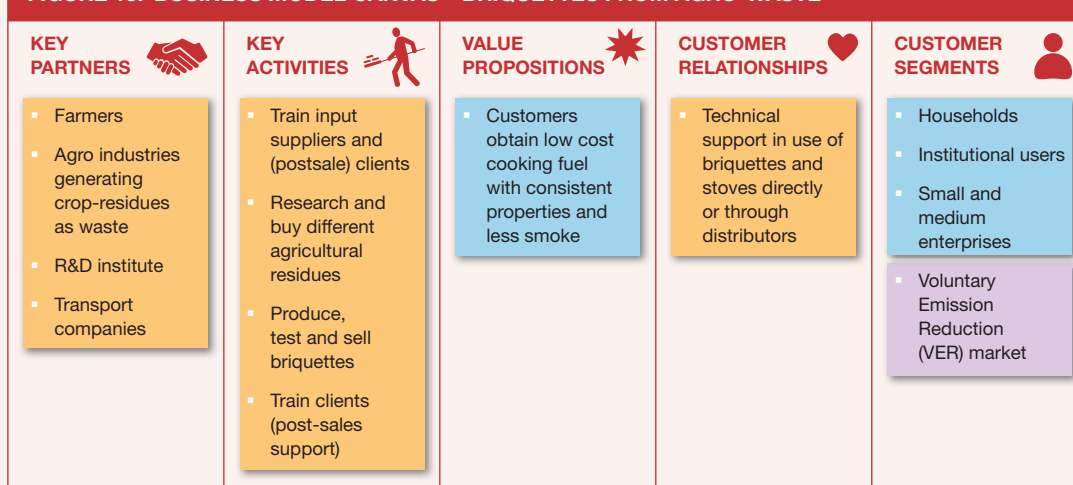 KEY
PARTNERS
Farmers
Agro industries
generating
crop-residues
as waste
R&D institute
Transport
companies
KEY
ACTIVITIES
Train input
suppliers and
(postsale) clients
Research and
buy different
agricultural
residues
Produce,
test and sell
briquettes
Train clients
(post-sales
support)
VALUE
PROPOSITIONS
Customers
obtain low cost
cooking fuel
with consistent
properties and
less smoke
CUSTOMER
RELATIONSHIPS
Technical
support in use of
briquettes and
stoves directly
or through
distributors
CUSTOMER
SEGMENTS
Households
Institutional users
Small and
medium
enterprises
Voluntary
Emission
Reduction
(VER) market